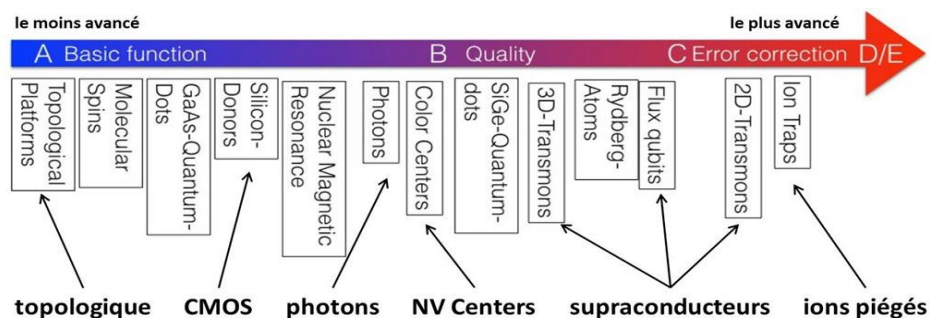 le moins avancé
le plus avancé
A Basic function
B Quality
C Error correction D/E
Topological
Platforms
Molecular
Spins
GaAs-Quantum-
Dots
Silicon-
Donors
Nuclear Magnetic
Resonance
Photons
Color Centers
SiGe-Quantum-
dots
3D-Transmons
Rydberg-
Atoms
Flux qubits
2D-Transmons
Ion Traps
topologique
CMOS
photons
NV Centers
supraconducteurs
ions piégés